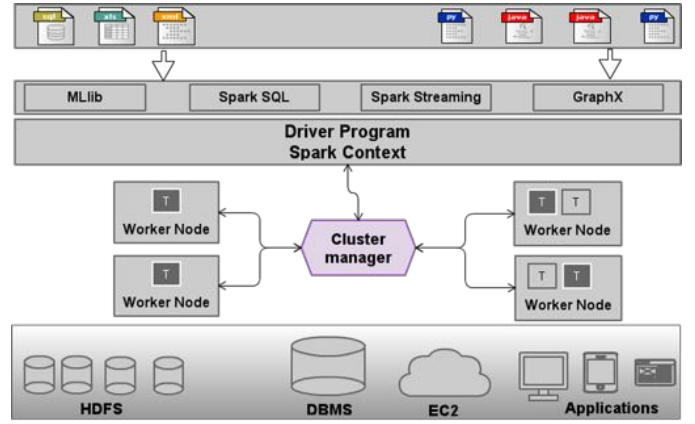 sql xls xml py java java py
MLlib Spark SQL Spark Streaming GraphX
Driver Program
Spark Context
T T T
Worker Node Worker Node
Cluster
manager
T T T
Worker Node Worker Node
HDFS DBMS EC2 Applications